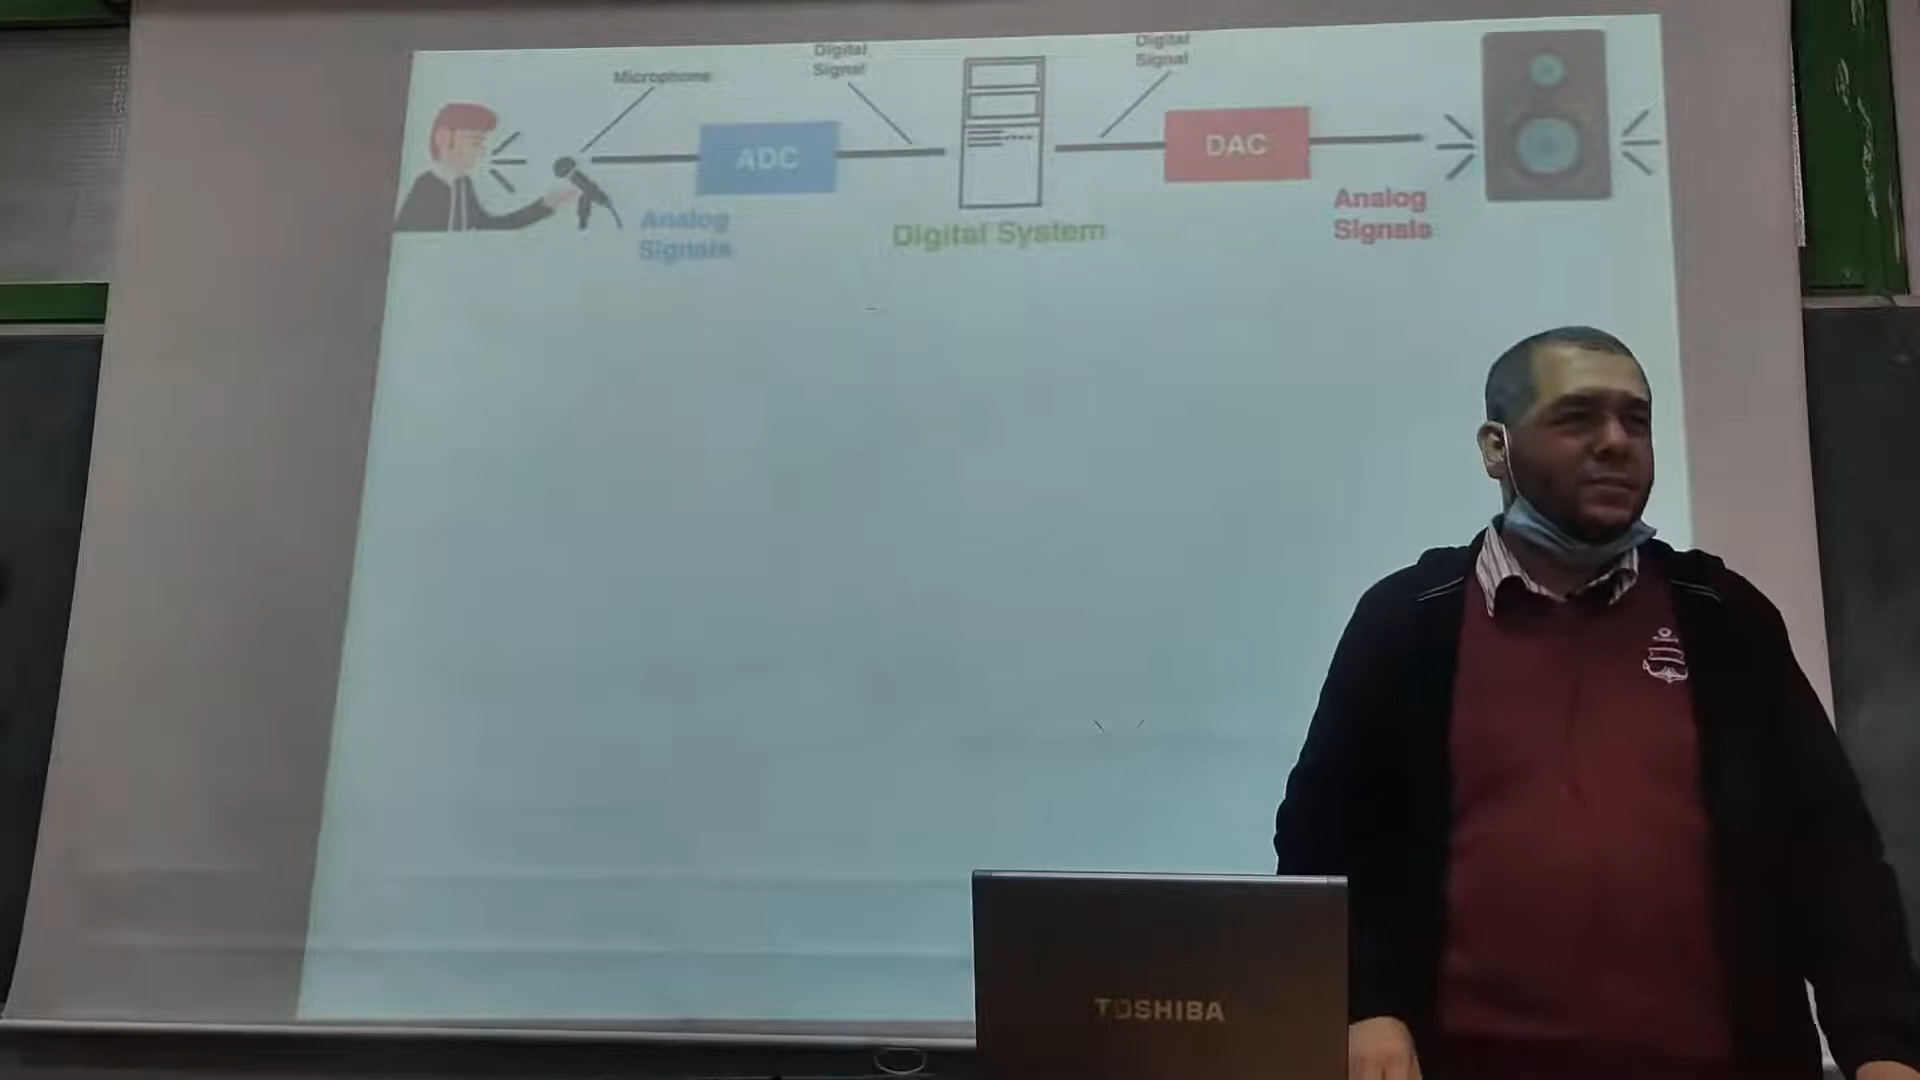 Microphone
Digital
Signal
Digital
Signal
ADC
DAC
Analog
Signals
Digital System
Analog
Signals
TOSHIBA